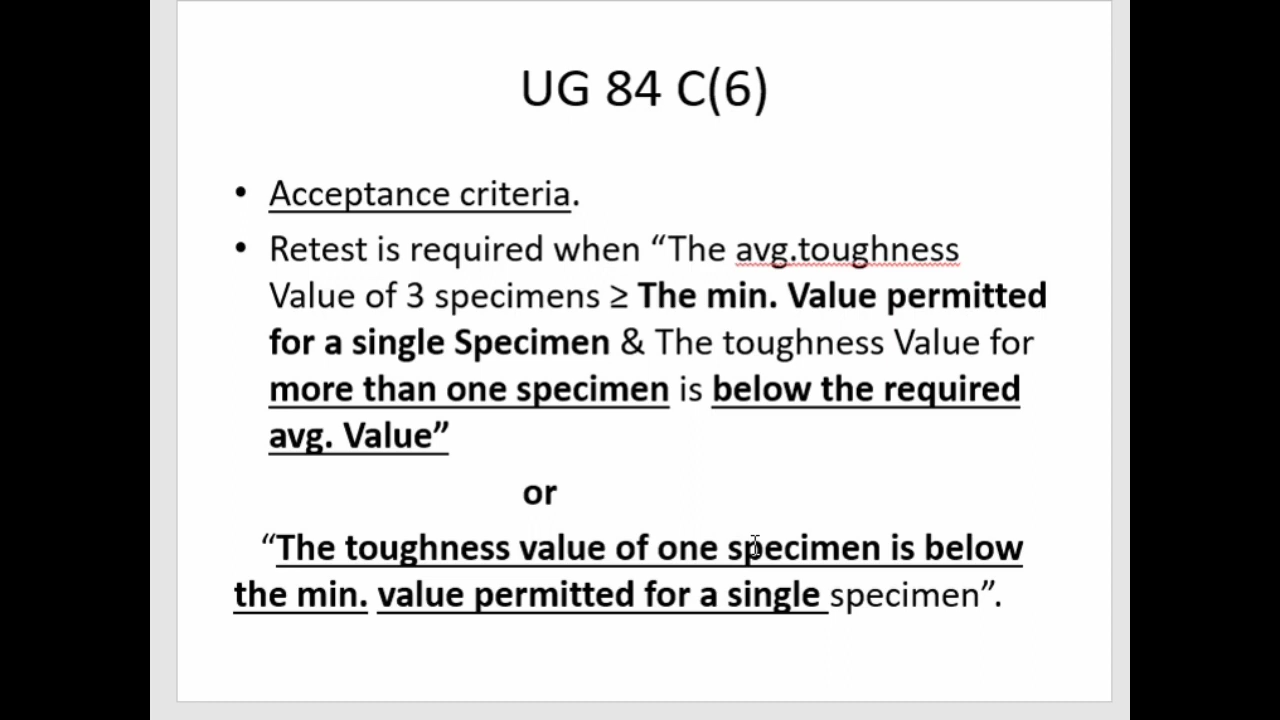 UG 84 C(6)
• Acceptance criteria.
• Retest is required when “The avg.toughness
Value of 3 specimens ≥ The min. Value permitted
for a single Specimen & The toughness Value for
more than one specimen is below the required
avg. Value”
or
“The toughness value of one specimen is below
the min. value permitted for a single specimen”.